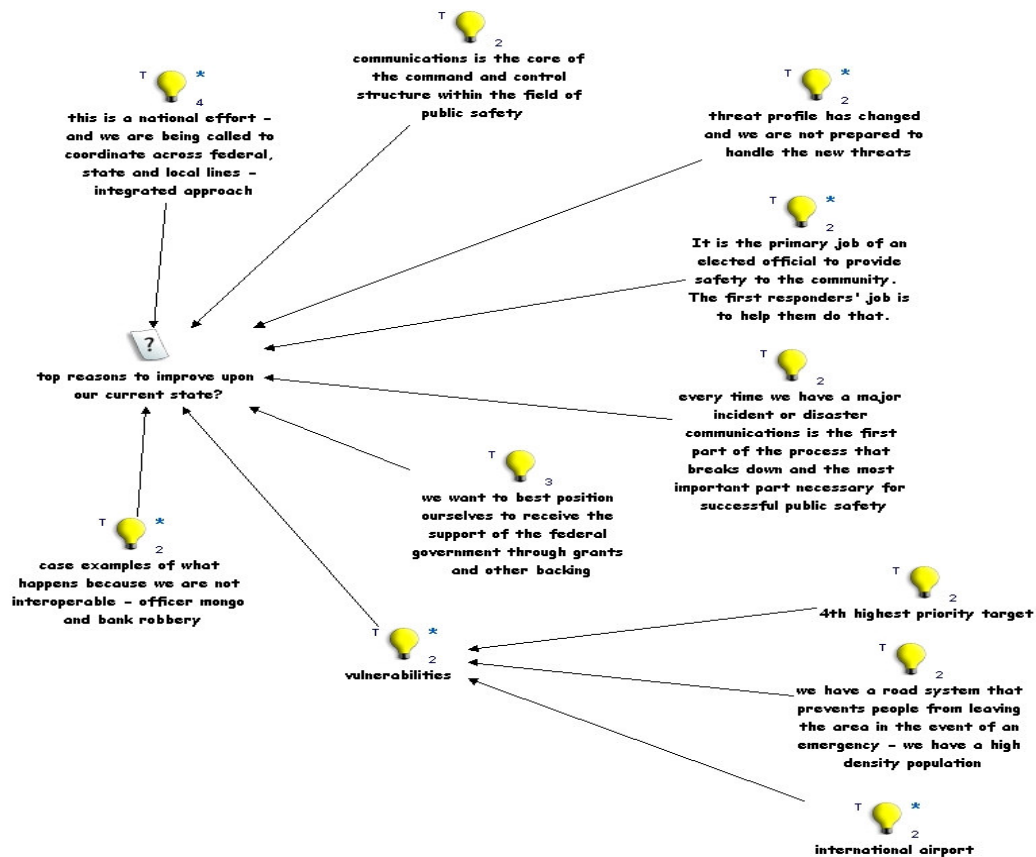 T
2
communications is the core of
the command and control
structure within the field of
public safety
T *
4
this is a national effort -
and we are being called to
coordinate across federal,
state and local lines -
integrated approach
T *
2
threat profile has changed
and we are not prepared to
handle the new threats
T *
2
It is the primary job of an
elected official to provide
safety to the community.
The first responders' job is
to help them do that.
?
top reasons to improve upon
our current state?
T
2
every time we have a major
incident or disaster
communications is the first
part of the process that
breaks down and the most
important part necessary for
successful public safety
T
3
we want to best position
ourselves to receive the
support of the federal
government through grants
and other backing
T *
2
case examples of what
happens because we are not
interoperable - officer mongo
and bank robbery
T *
2
vulnerabilities
T
2
4th highest priority target
T
2
we have a road system that
prevents people from leaving
the area in the event of an
emergency - we have a high
density population
T *
2
international airport